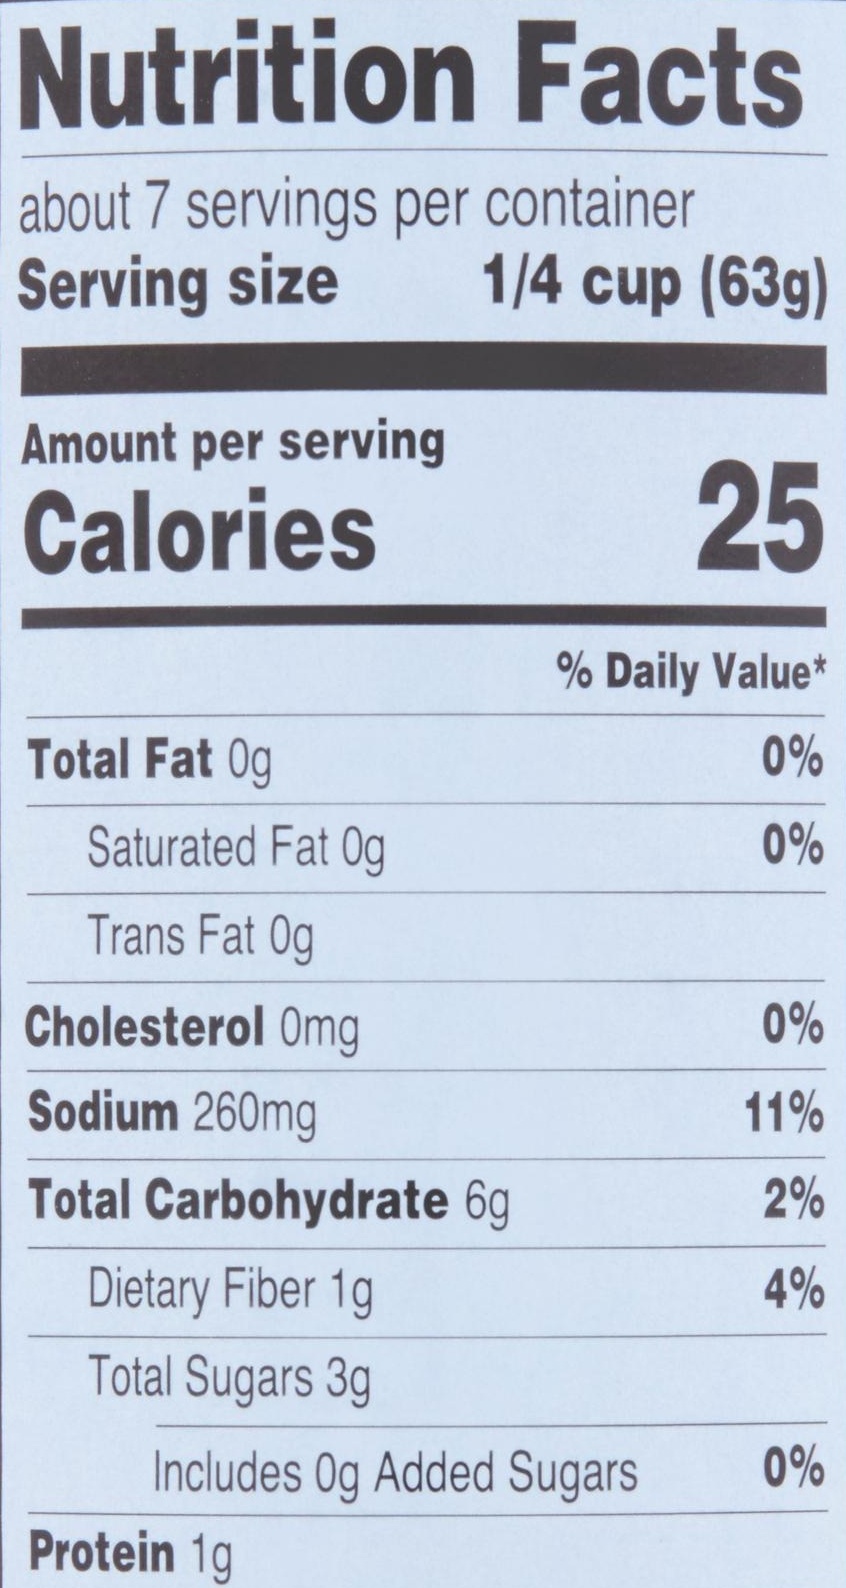 Nutrition Facts
about 7 servings per container
Serving size 1/4 cup (63g)
Amount per serving
Calories 25
% Daily Value*
Total Fat 0g 0%
Saturated Fat 0g 0%
Trans Fat 0g
Cholesterol 0mg 0%
Sodium 260mg 11%
Total Carbohydrate 6g 2%
Dietary Fiber 1g 4%
Total Sugars 3g
Includes 0g Added Sugars 0%
Protein 1g